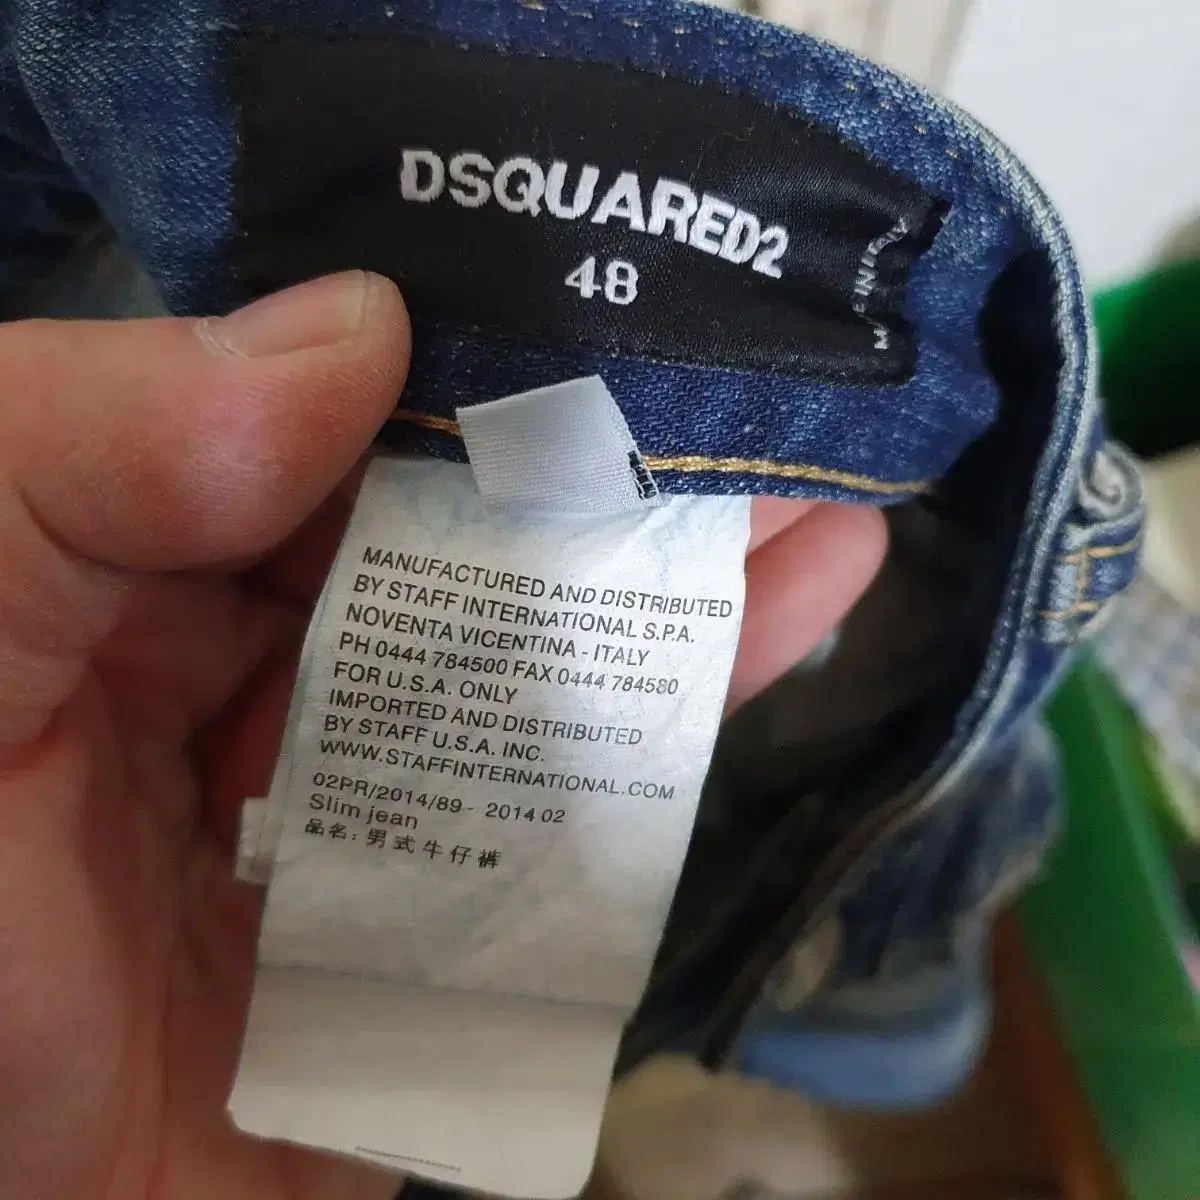 DSQUARED2
48
MANUFACTURED AND DISTRIBUTED
BY STAFF INTERNATIONAL S.P.A.
NOVENTA VICENTINA - ITALY
PH 0444 784500 FAX 0444 784580
FOR U.S.A. ONLY
IMPORTED AND DISTRIBUTED
BY STAFF U.S.A. INC.
WWW.STAFFINTERNATIONAL.COM
02PR/2014/89 - 2014 02
Slim jean
品名: 男式牛仔裤